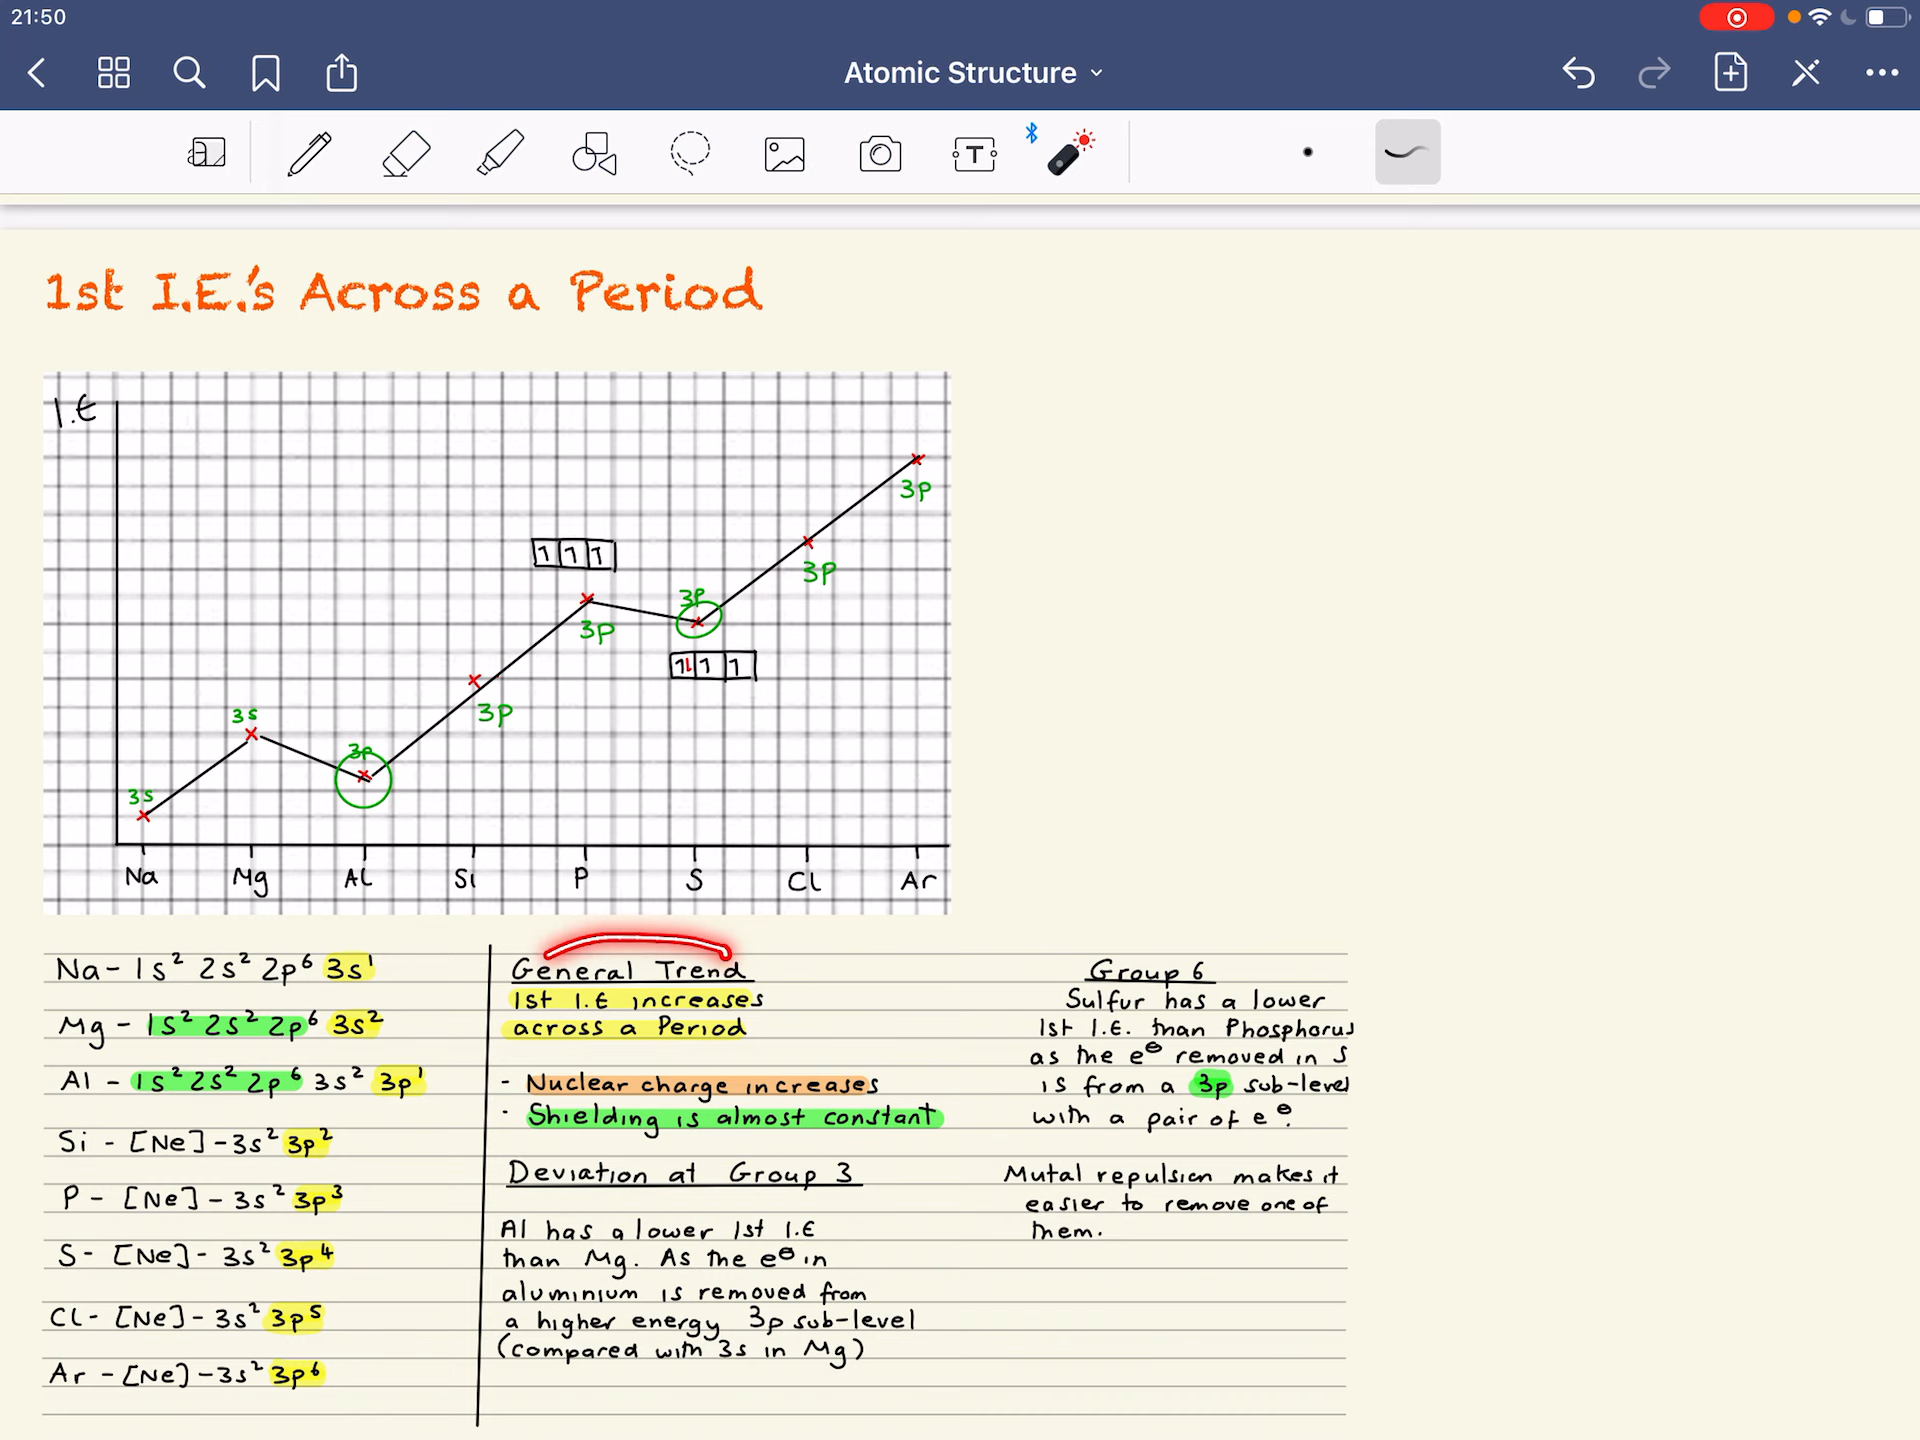 21:50
Atomic Structure
1st I.E.'s Across a Period
I.E
3p
3p
3p
3p
3p
3p
3s
3s
1 1 1
1l 1 1
Na Mg Al Si P S Cl Ar
Na - 1s² 2s² 2p⁶ 3s¹
Mg - 1s² 2s² 2p⁶ 3s²
Al - 1s² 2s² 2p⁶ 3s² 3p¹
Si - [Ne] - 3s² 3p²
P - [Ne] - 3s² 3p³
S - [Ne] - 3s² 3p⁴
Cl - [Ne] - 3s² 3p⁵
Ar - [Ne] - 3s² 3p⁶
General Trend
1st I.E increases
across a Period
- Nuclear charge increases
- Shielding is almost constant
Deviation at Group 3
Al has a lower 1st I.E
than Mg. As the e⊖ in
aluminium is removed from
a higher energy 3p sub-level
(compared with 3s in Mg)
Group 6
Sulfur has a lower
1st I.E. than Phosphorus
as the e⊖ removed in S
is from a 3p sub-level
with a pair of e⊖.
Mutal repulsion makes it
easier to remove one of
them.